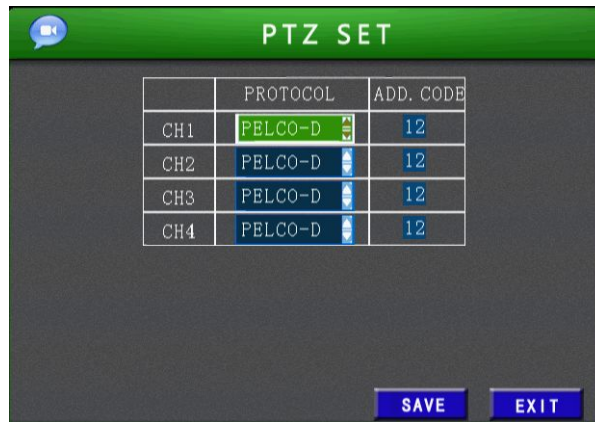 PTZ SET
PROTOCOL ADD. CODE
CH1 PELCO-D 12
CH2 PELCO-D 12
CH3 PELCO-D 12
CH4 PELCO-D 12
SAVE EXIT